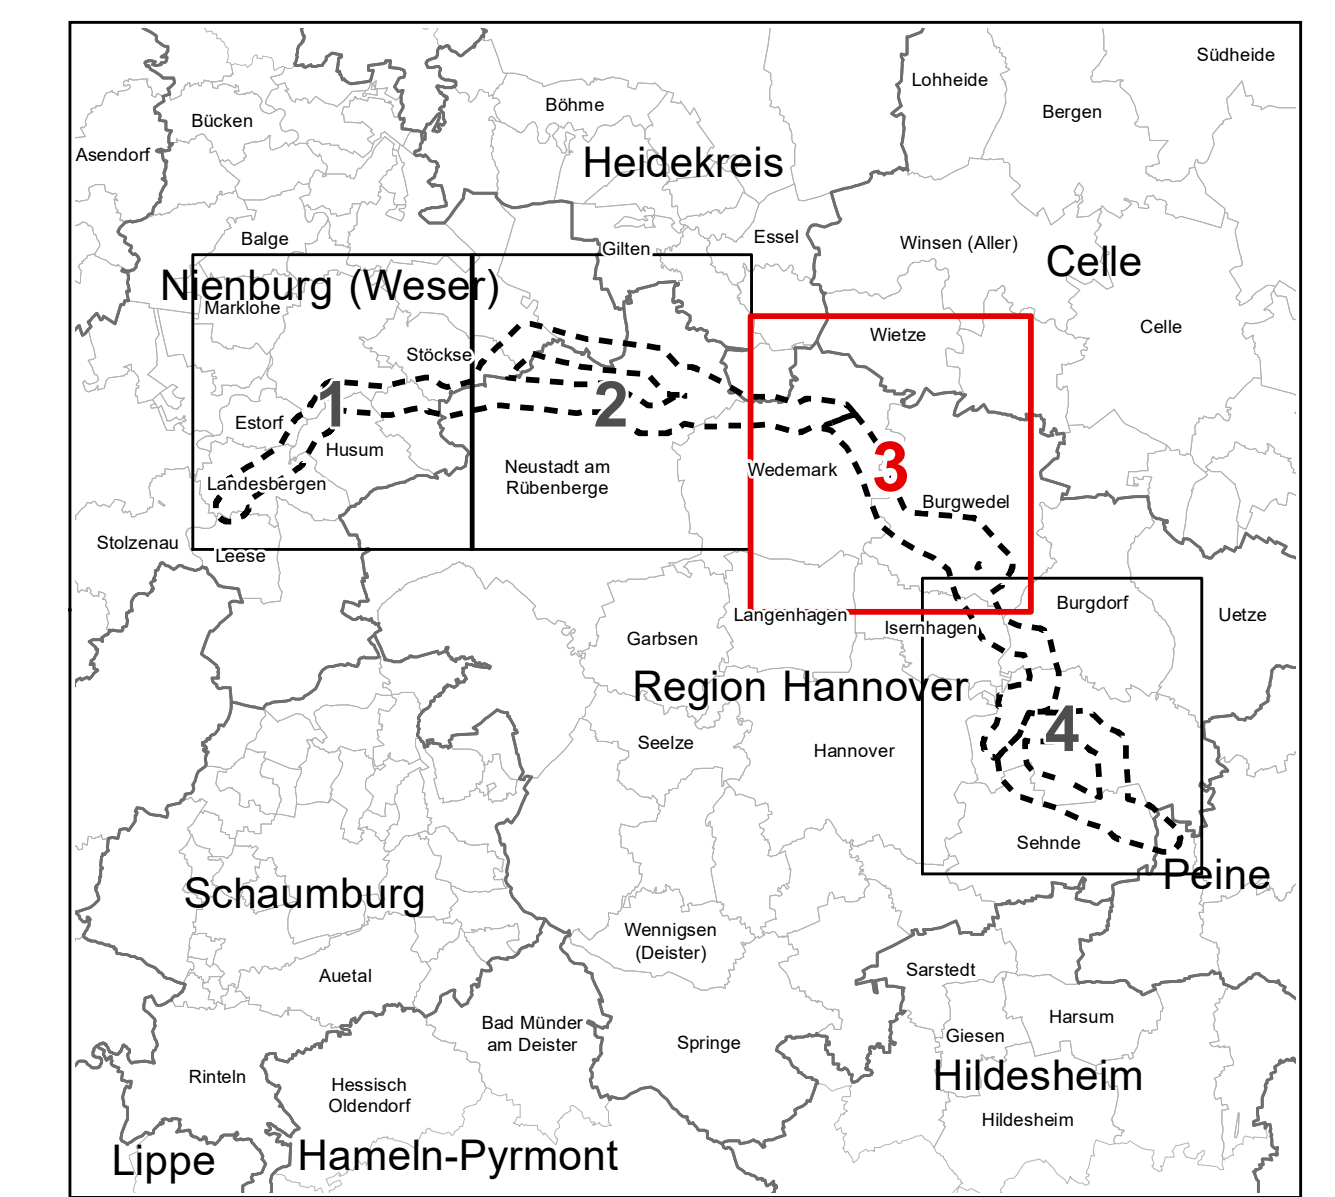 Südheide
Lohheide
Böhme
Bergen
Bücken
Asendorf
Heidekreis
Balge
Gilten
Essel
Winsen (Aller)
Celle
Nienburg (Weser)
Marklohe
Wietze
Celle
Stöckse
1
2
Estorf
Husum
3
Neustadt am
Rübenberge
Wedemark
Landesbergen
Burgwedel
Stolzenau
Leese
Burgdorf
Langenhagen
Uetze
Isernhagen
Garbsen
Region Hannover
4
Seelze
Hannover
Sehnde
Peine
Schaumburg
Wennigsen
(Deister)
Sarstedt
Auetal
Harsum
Bad Münder
am Deister
Giesen
Springe
Rinteln
Hildesheim
Hessisch
Oldendorf
Hildesheim
Lippe
Hameln-Pyrmont